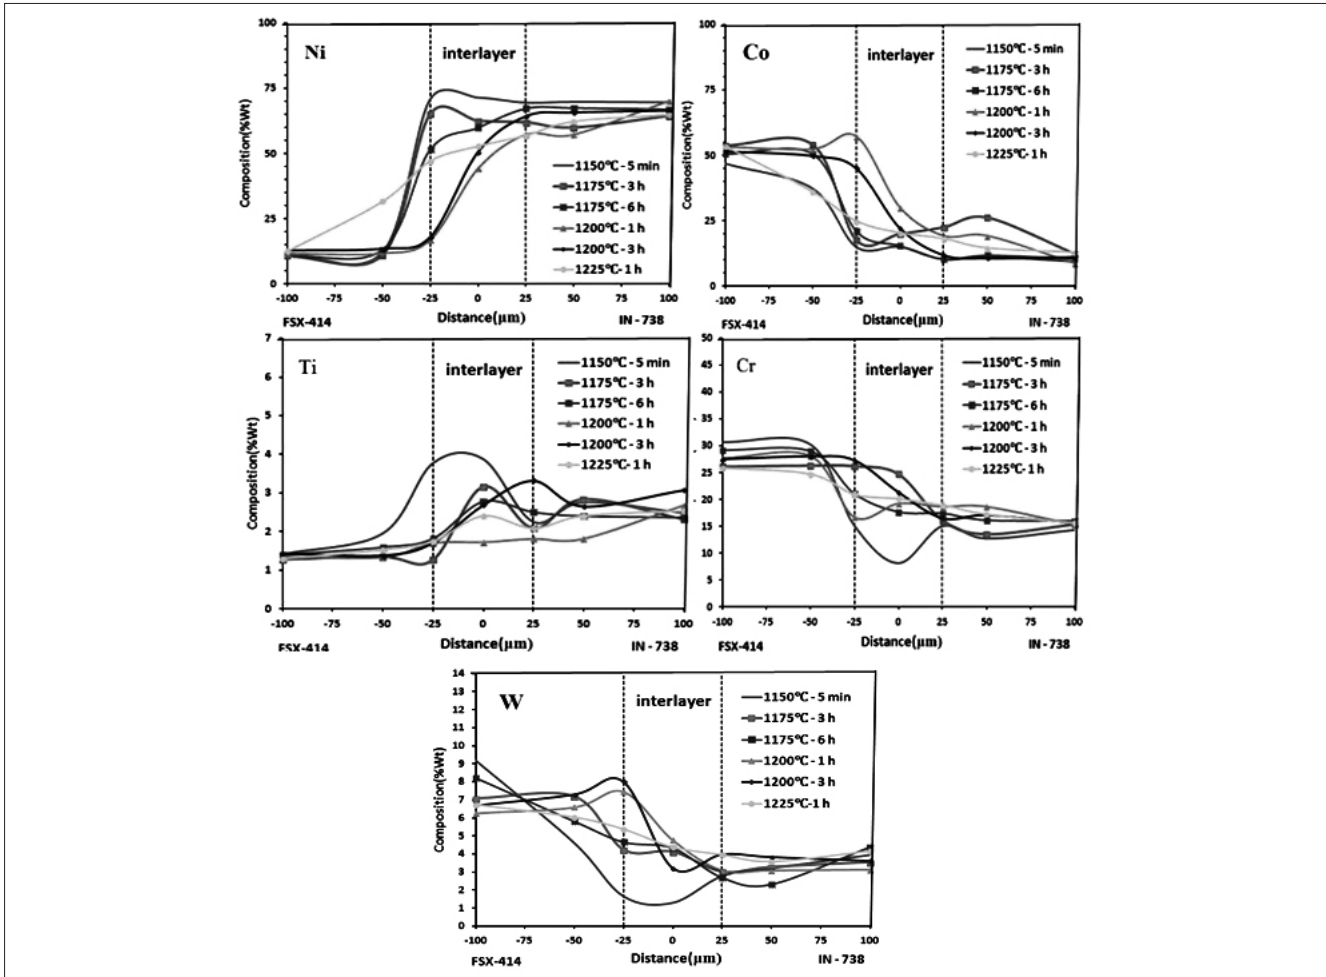 Ni
interlayer
Composition(%Wt)
100
75
50
25
0
1150℃ - 5 min
1175℃ - 3 h
1175℃ - 6 h
1200℃ - 1 h
1200℃ - 3 h
1225℃ - 1 h
-100 -75 -50 -25 0 25 50 75 100
FSX-414 Distance(µm) IN - 738
Co
interlayer
Composition(%Wt)
100
75
50
25
0
1150℃ - 5 min
1175℃ - 3 h
1175℃ - 6 h
1200℃ - 1 h
1200℃ - 3 h
1225℃ - 1 h
-100 -75 -50 -25 0 25 50 75 100
FSX-414 Distance(µm) IN - 738
Ti
interlayer
Composition(%Wt)
7
6
5
4
3
2
1
0
1150℃ - 5 min
1175℃ - 3 h
1175℃ - 6 h
1200℃ - 1 h
1200℃ - 3 h
1225℃- 1 h
-100 -75 -50 -25 0 25 50 75 100
FSX-414 Distance(µm) IN - 738
Cr
interlayer
50
45
40
35
30
25
20
15
10
5
0
1150℃ - 5 min
1175℃ - 3 h
1175℃ - 6 h
1200℃ - 1 h
1200℃ - 3 h
1225℃ - 1 h
-100 -75 -50 -25 0 25 50 75 100
FSX-414 Distance(µm) IN - 738
W
interlayer
Composition(%Wt)
14
13
12
11
10
9
8
7
6
5
4
3
2
1
0
1150℃ - 5 min
1175℃ - 3 h
1175℃ - 6 h
1200℃ - 1 h
1200℃ - 3 h
1225℃-1 h
-100 -75 -50 -25 0 25 50 75 100
FSX-414 Distance(µm) IN - 738